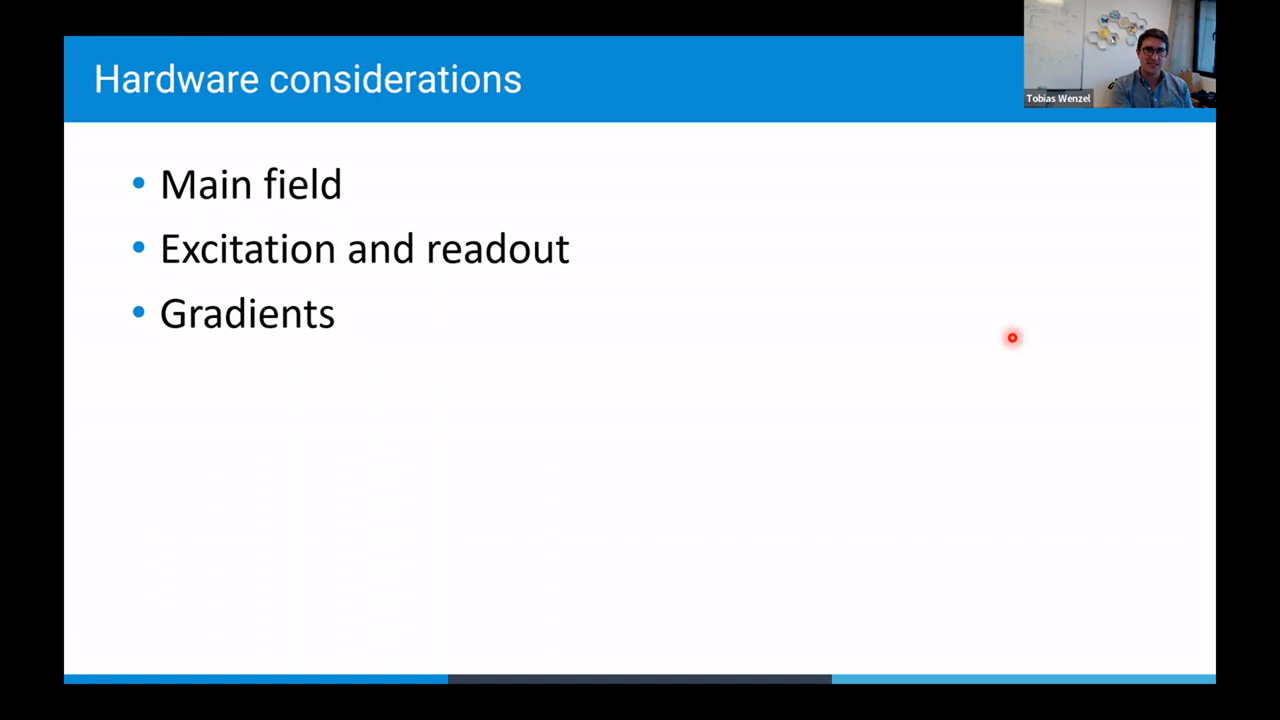 Hardware considerations
Tobias Wenzel
• Main field
• Excitation and readout
• Gradients